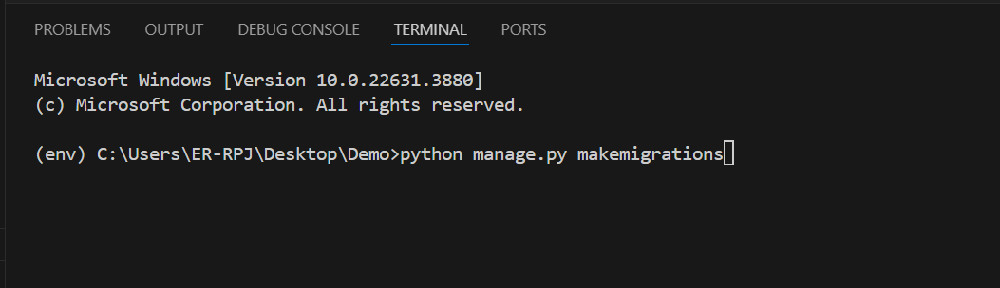 PROBLEMS OUTPUT DEBUG CONSOLE TERMINAL PORTS
Microsoft Windows [Version 10.0.22631.3880]
(c) Microsoft Corporation. All rights reserved.
(env) C:\Users\ER-RPJ\Desktop\Demo>python manage.py makemigrations